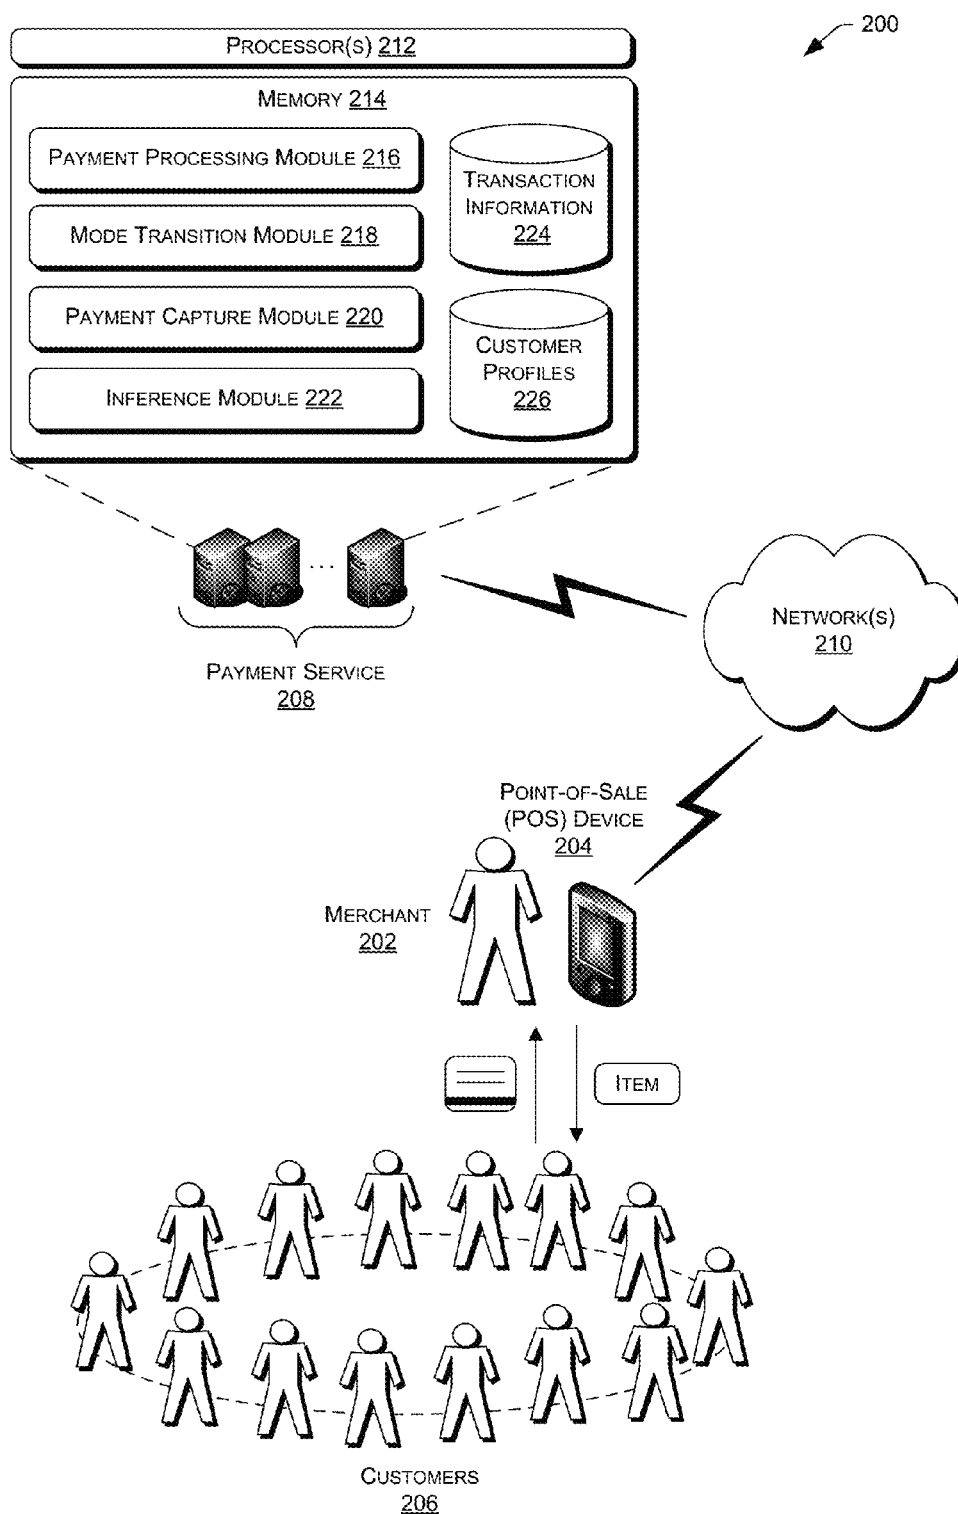 200
PROCESSOR(S) 212
MEMORY 214
PAYMENT PROCESSING MODULE 216
MODE TRANSITION MODULE 218
PAYMENT CAPTURE MODULE 220
INFERENCE MODULE 222
TRANSACTION
INFORMATION
224
CUSTOMER
PROFILES
226
...
PAYMENT SERVICE
208
NETWORK(S)
210
POINT-OF-SALE
(POS) DEVICE
204
MERCHANT
202
ITEM
CUSTOMERS
206